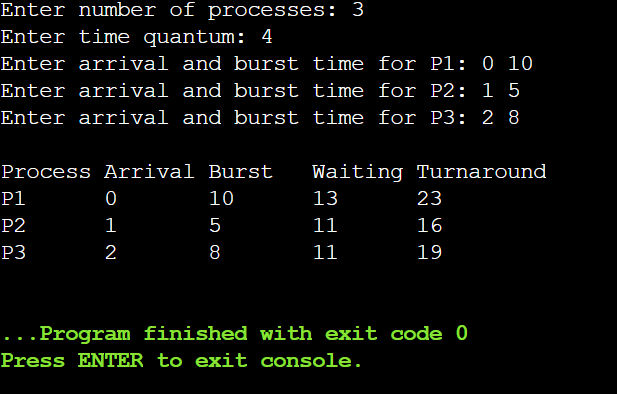 Enter number of processes: 3
Enter time quantum: 4
Enter arrival and burst time for P1: 0 10
Enter arrival and burst time for P2: 1 5
Enter arrival and burst time for P3: 2 8
Process Arrival Burst   Waiting Turnaround
P1      0       10      13      23
P2      1       5       11      16
P3      2       8       11      19
...Program finished with exit code 0
Press ENTER to exit console.